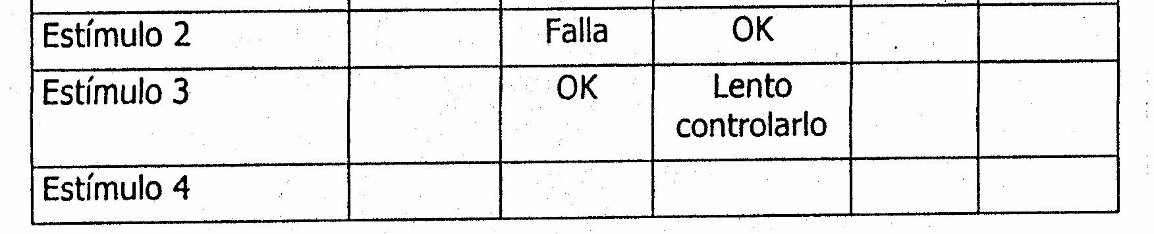 Estímulo 2 Falla OK
Estímulo 3 OK Lento
controlarlo
Estímulo 4